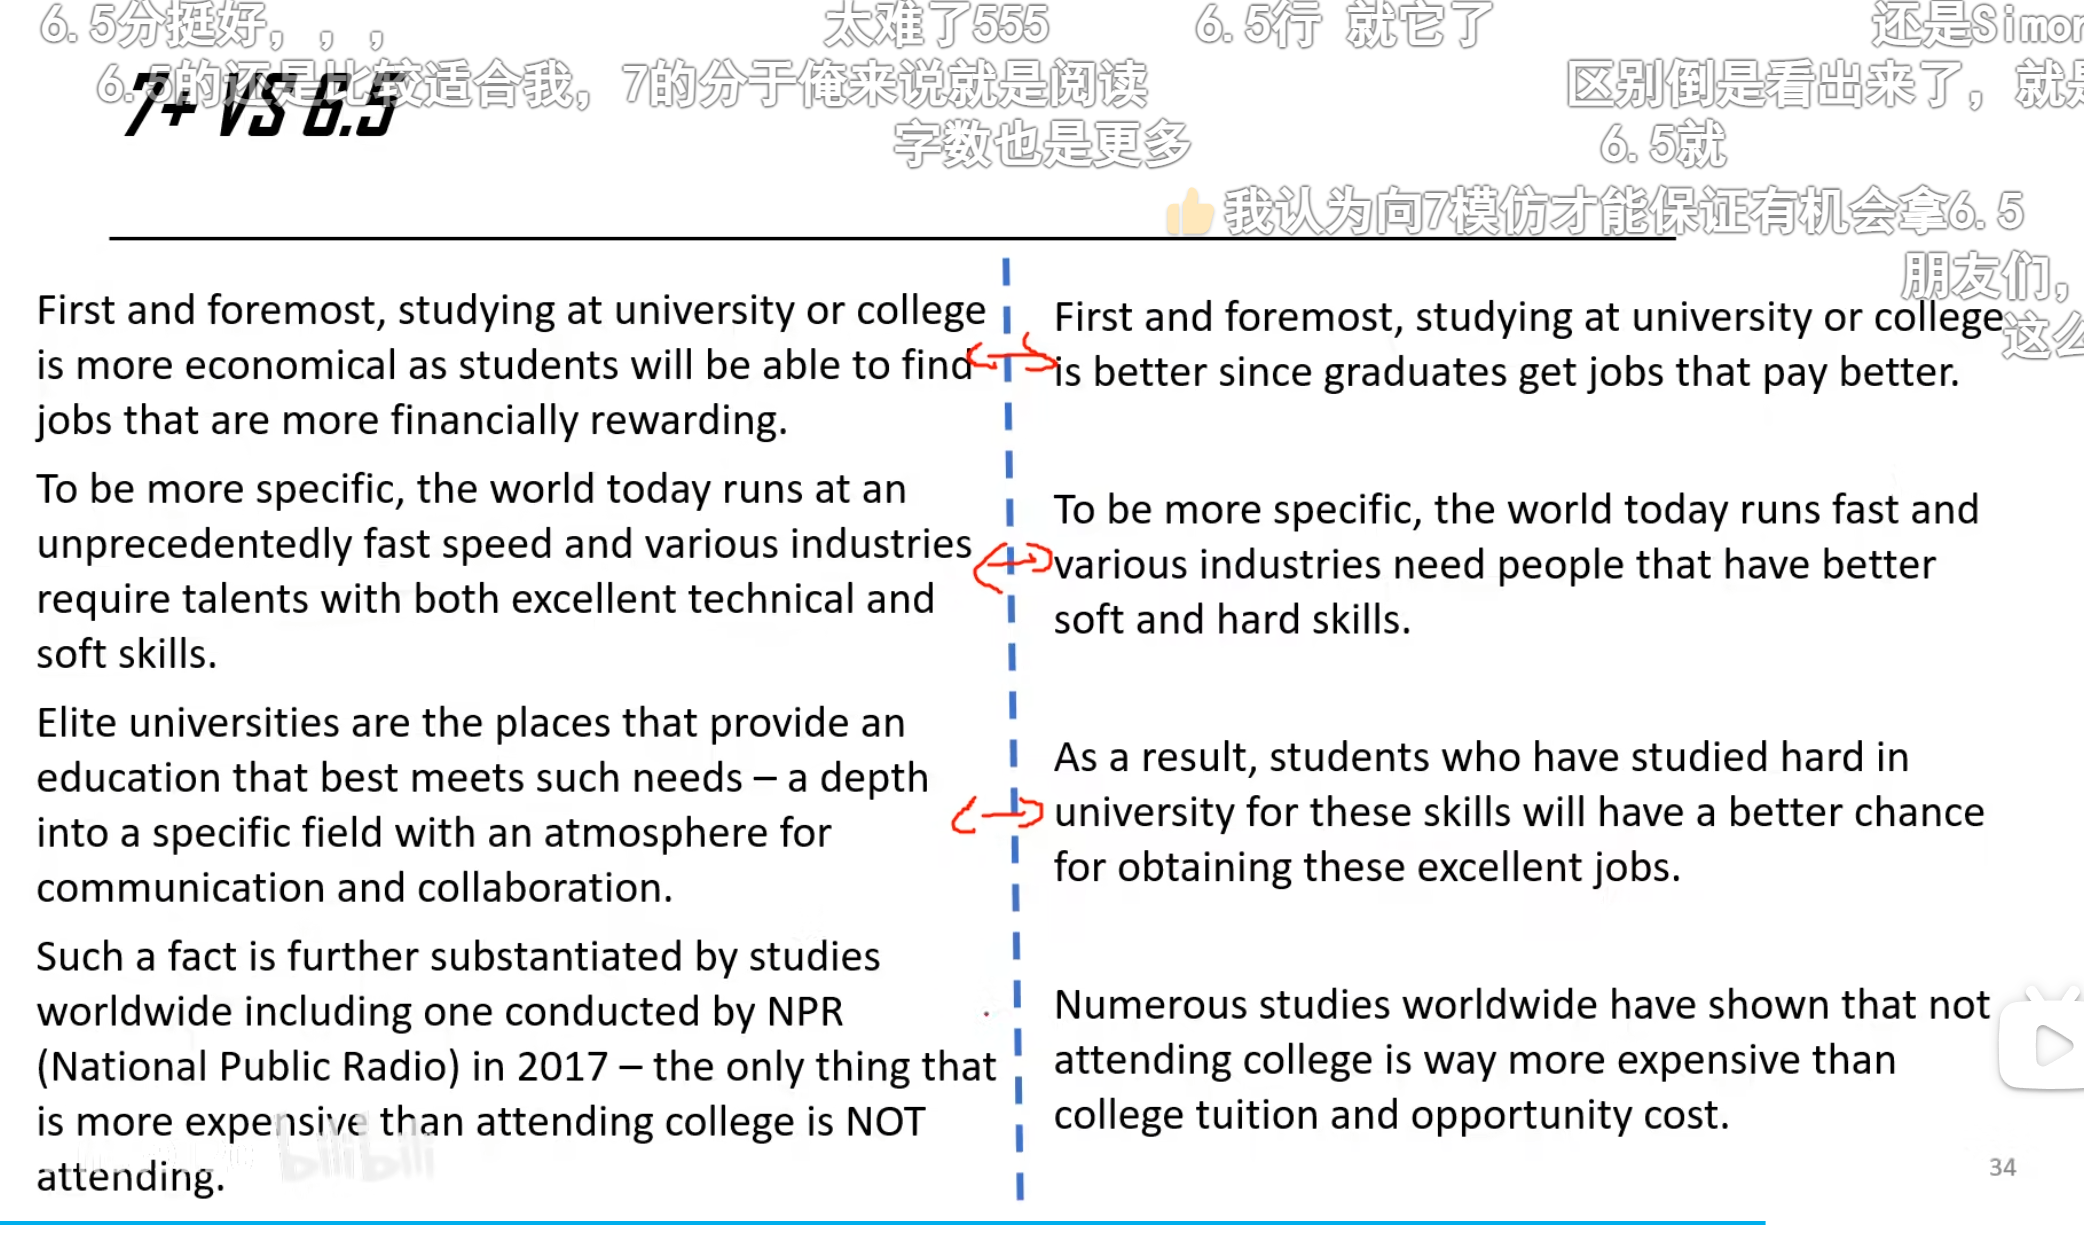 6.5分挺好，，，
太难了555
6.5行 就它了
还是Simon
6.5的还是比较适合我，7的分于俺来说就是阅读
区别倒是看出来了，就是
7+ VS 6.5
字数也是更多
6.5就
我认为向7模仿才能保证有机会拿6.5
朋友们，
这么
First and foremost, studying at university or college
is more economical as students will be able to find
jobs that are more financially rewarding.
To be more specific, the world today runs at an
unprecedentedly fast speed and various industries
require talents with both excellent technical and
soft skills.
Elite universities are the places that provide an
education that best meets such needs – a depth
into a specific field with an atmosphere for
communication and collaboration.
Such a fact is further substantiated by studies
worldwide including one conducted by NPR
(National Public Radio) in 2017 – the only thing that
is more expensive than attending college is NOT
attending.
First and foremost, studying at university or college
is better since graduates get jobs that pay better.
To be more specific, the world today runs fast and
various industries need people that have better
soft and hard skills.
As a result, students who have studied hard in
university for these skills will have a better chance
for obtaining these excellent jobs.
Numerous studies worldwide have shown that not
attending college is way more expensive than
college tuition and opportunity cost.
bilibili
34